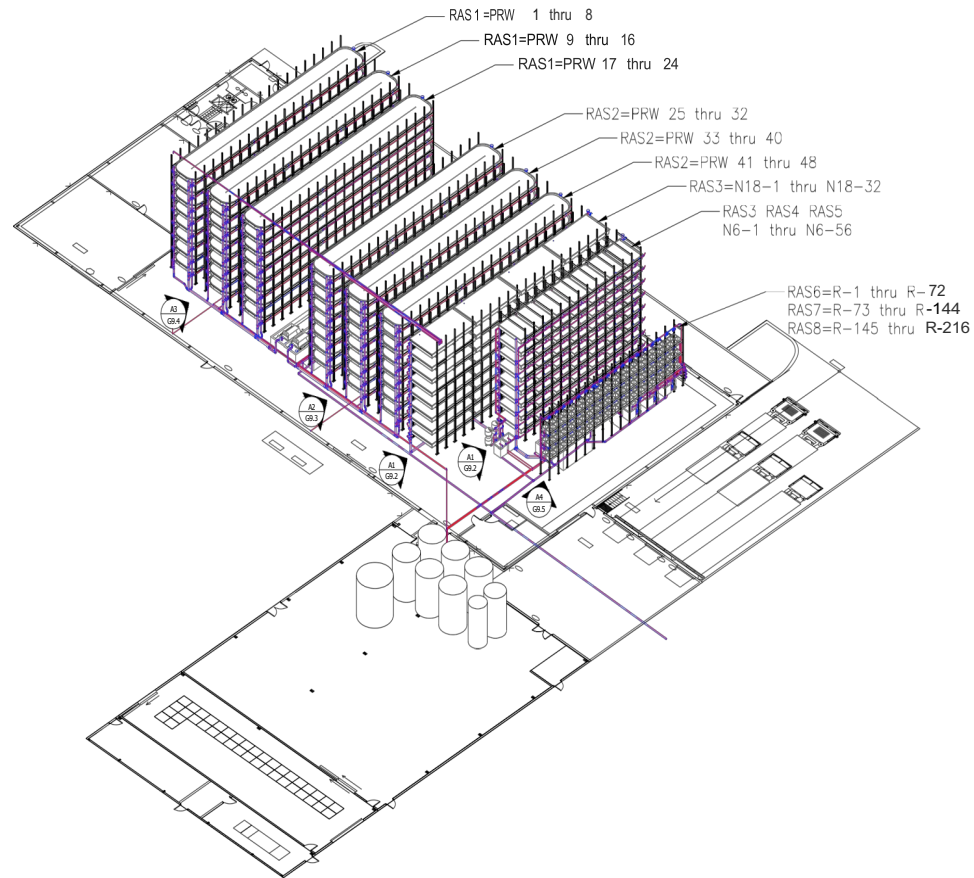 RAS1=PRW 1 thru 8
RAS1=PRW 9 thru 16
RAS1=PRW 17 thru 24
RAS2=PRW 25 thru 32
RAS2=PRW 33 thru 40
RAS2=PRW 41 thru 48
RAS3=N18-1 thru N18-32
RAS3 RAS4 RAS5
N6-1 thru N6-56
RAS6=R-1 thru R-72
RAS7=R-73 thru R-144
RAS8=R-145 thru R-216
A3
G9.4
A2
G9.3
A1
G9.2
A1
G9.2
A4
G9.5